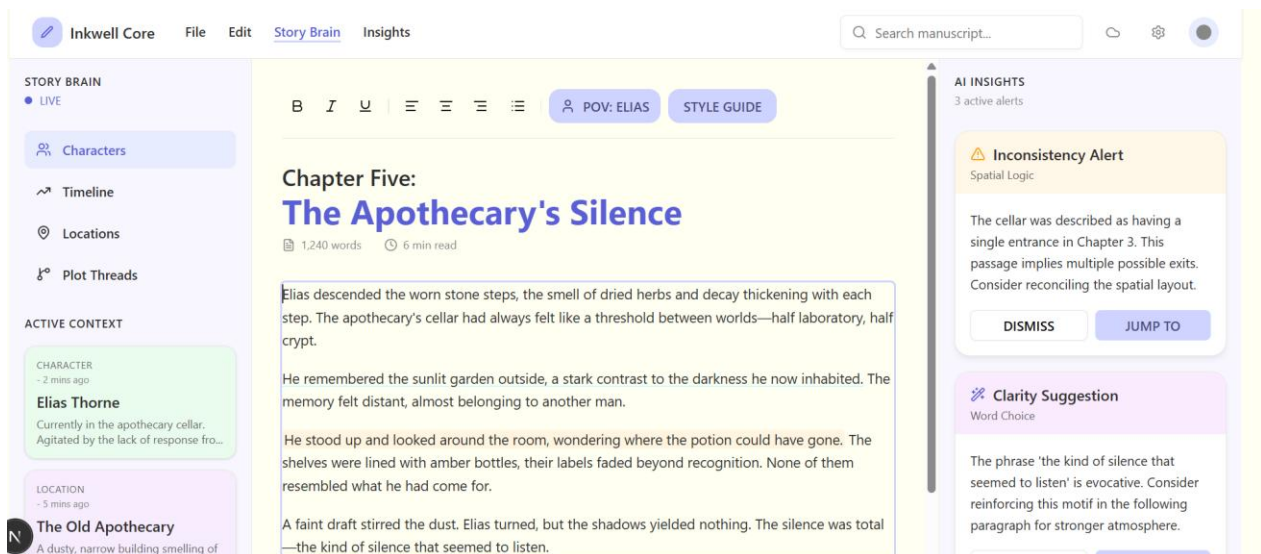 Inkwell Core File Edit Story Brain Insights Search manuscript...
STORY BRAIN
LIVE
Characters
Timeline
Locations
Plot Threads
ACTIVE CONTEXT
CHARACTER
- 2 mins ago
Elias Thorne
Currently in the apothecary cellar.
Agitated by the lack of response fro...
LOCATION
- 5 mins ago
The Old Apothecary
A dusty, narrow building smelling of
N
B I U POV: ELIAS STYLE GUIDE
Chapter Five:
The Apothecary's Silence
1,240 words 6 min read
Elias descended the worn stone steps, the smell of dried herbs and decay thickening with each
step. The apothecary's cellar had always felt like a threshold between worlds—half laboratory, half
crypt.
He remembered the sunlit garden outside, a stark contrast to the darkness he now inhabited. The
memory felt distant, almost belonging to another man.
He stood up and looked around the room, wondering where the potion could have gone. The
shelves were lined with amber bottles, their labels faded beyond recognition. None of them
resembled what he had come for.
A faint draft stirred the dust. Elias turned, but the shadows yielded nothing. The silence was total
—the kind of silence that seemed to listen.
AI INSIGHTS
3 active alerts
Inconsistency Alert
Spatial Logic
The cellar was described as having a
single entrance in Chapter 3. This
passage implies multiple possible exits.
Consider reconciling the spatial layout.
DISMISS JUMP TO
Clarity Suggestion
Word Choice
The phrase 'the kind of silence that
seemed to listen' is evocative. Consider
reinforcing this motif in the following
paragraph for stronger atmosphere.